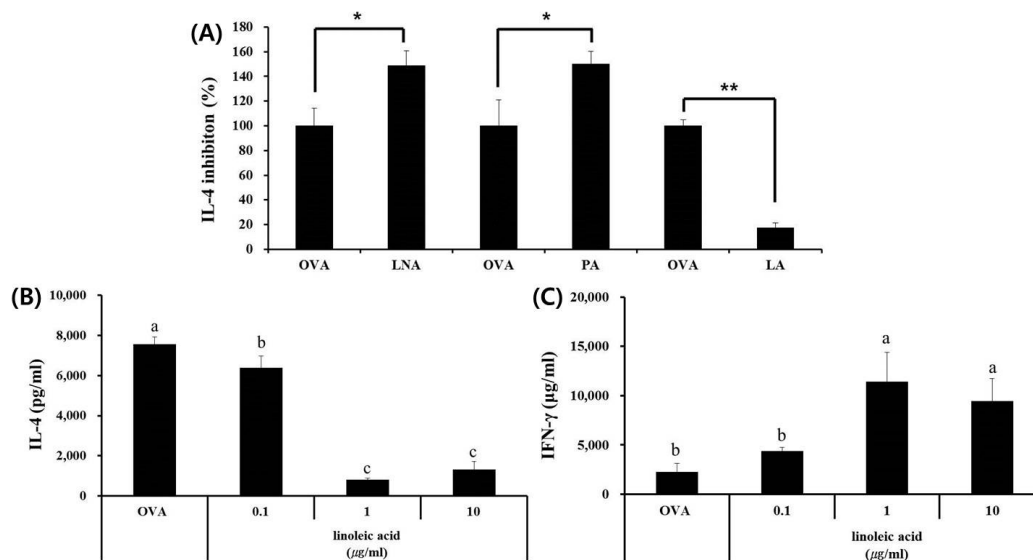 (A)
IL-4 inhibiton (%)
180
160
140
120
100
80
60
40
20
0
* * **
OVA LNA OVA PA OVA LA
(B)
IL-4 (pg/ml)
10,000
8,000
6,000
4,000
2,000
0
a b c c
OVA 0.1 1 10
linoleic acid
(μg/ml)
(C)
IFN-γ (μg/ml)
20,000
15,000
10,000
5,000
0
b b a a
OVA 0.1 1 10
linoleic acid
(μg/ml)